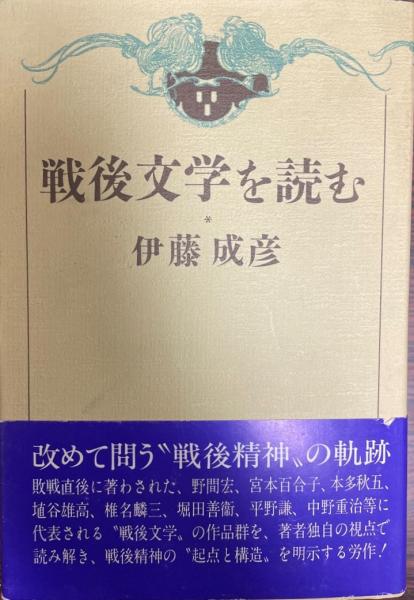 戦後文学を読む
*
伊藤成彦
改めて問う〝戦後精神〟の軌跡
敗戦直後に著わされた、野間宏、宮本百合子、本多秋五、
埴谷雄高、椎名麟三、堀田善衞、平野謙、中野重治等に
代表される〝戦後文学〟の作品群を、著者独自の視点で
読み解き、戦後精神の〝起点と構造〟を明示する労作!